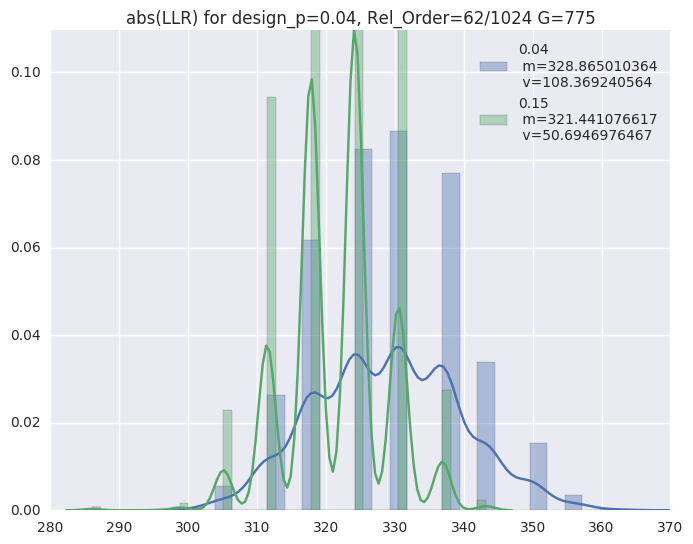 abs(LLR) for design_p=0.04, Rel_Order=62/1024 G=775
0.04
m=328.865010364
v=108.369240564
0.15
m=321.441076617
v=50.6946976467
0.10
0.08
0.06
0.04
0.02
0.00
280 290 300 310 320 330 340 350 360 370